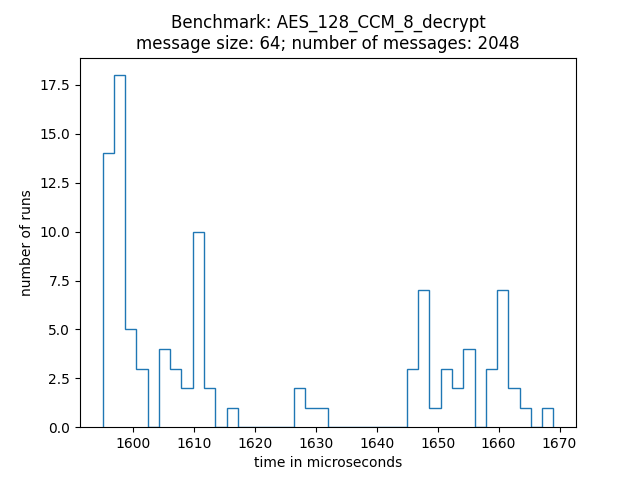 Benchmark: AES_128_CCM_8_decrypt
message size: 64; number of messages: 2048
17.5
15.0
12.5
10.0
7.5
5.0
2.5
0.0
number of runs
1600 1610 1620 1630 1640 1650 1660 1670
time in microseconds